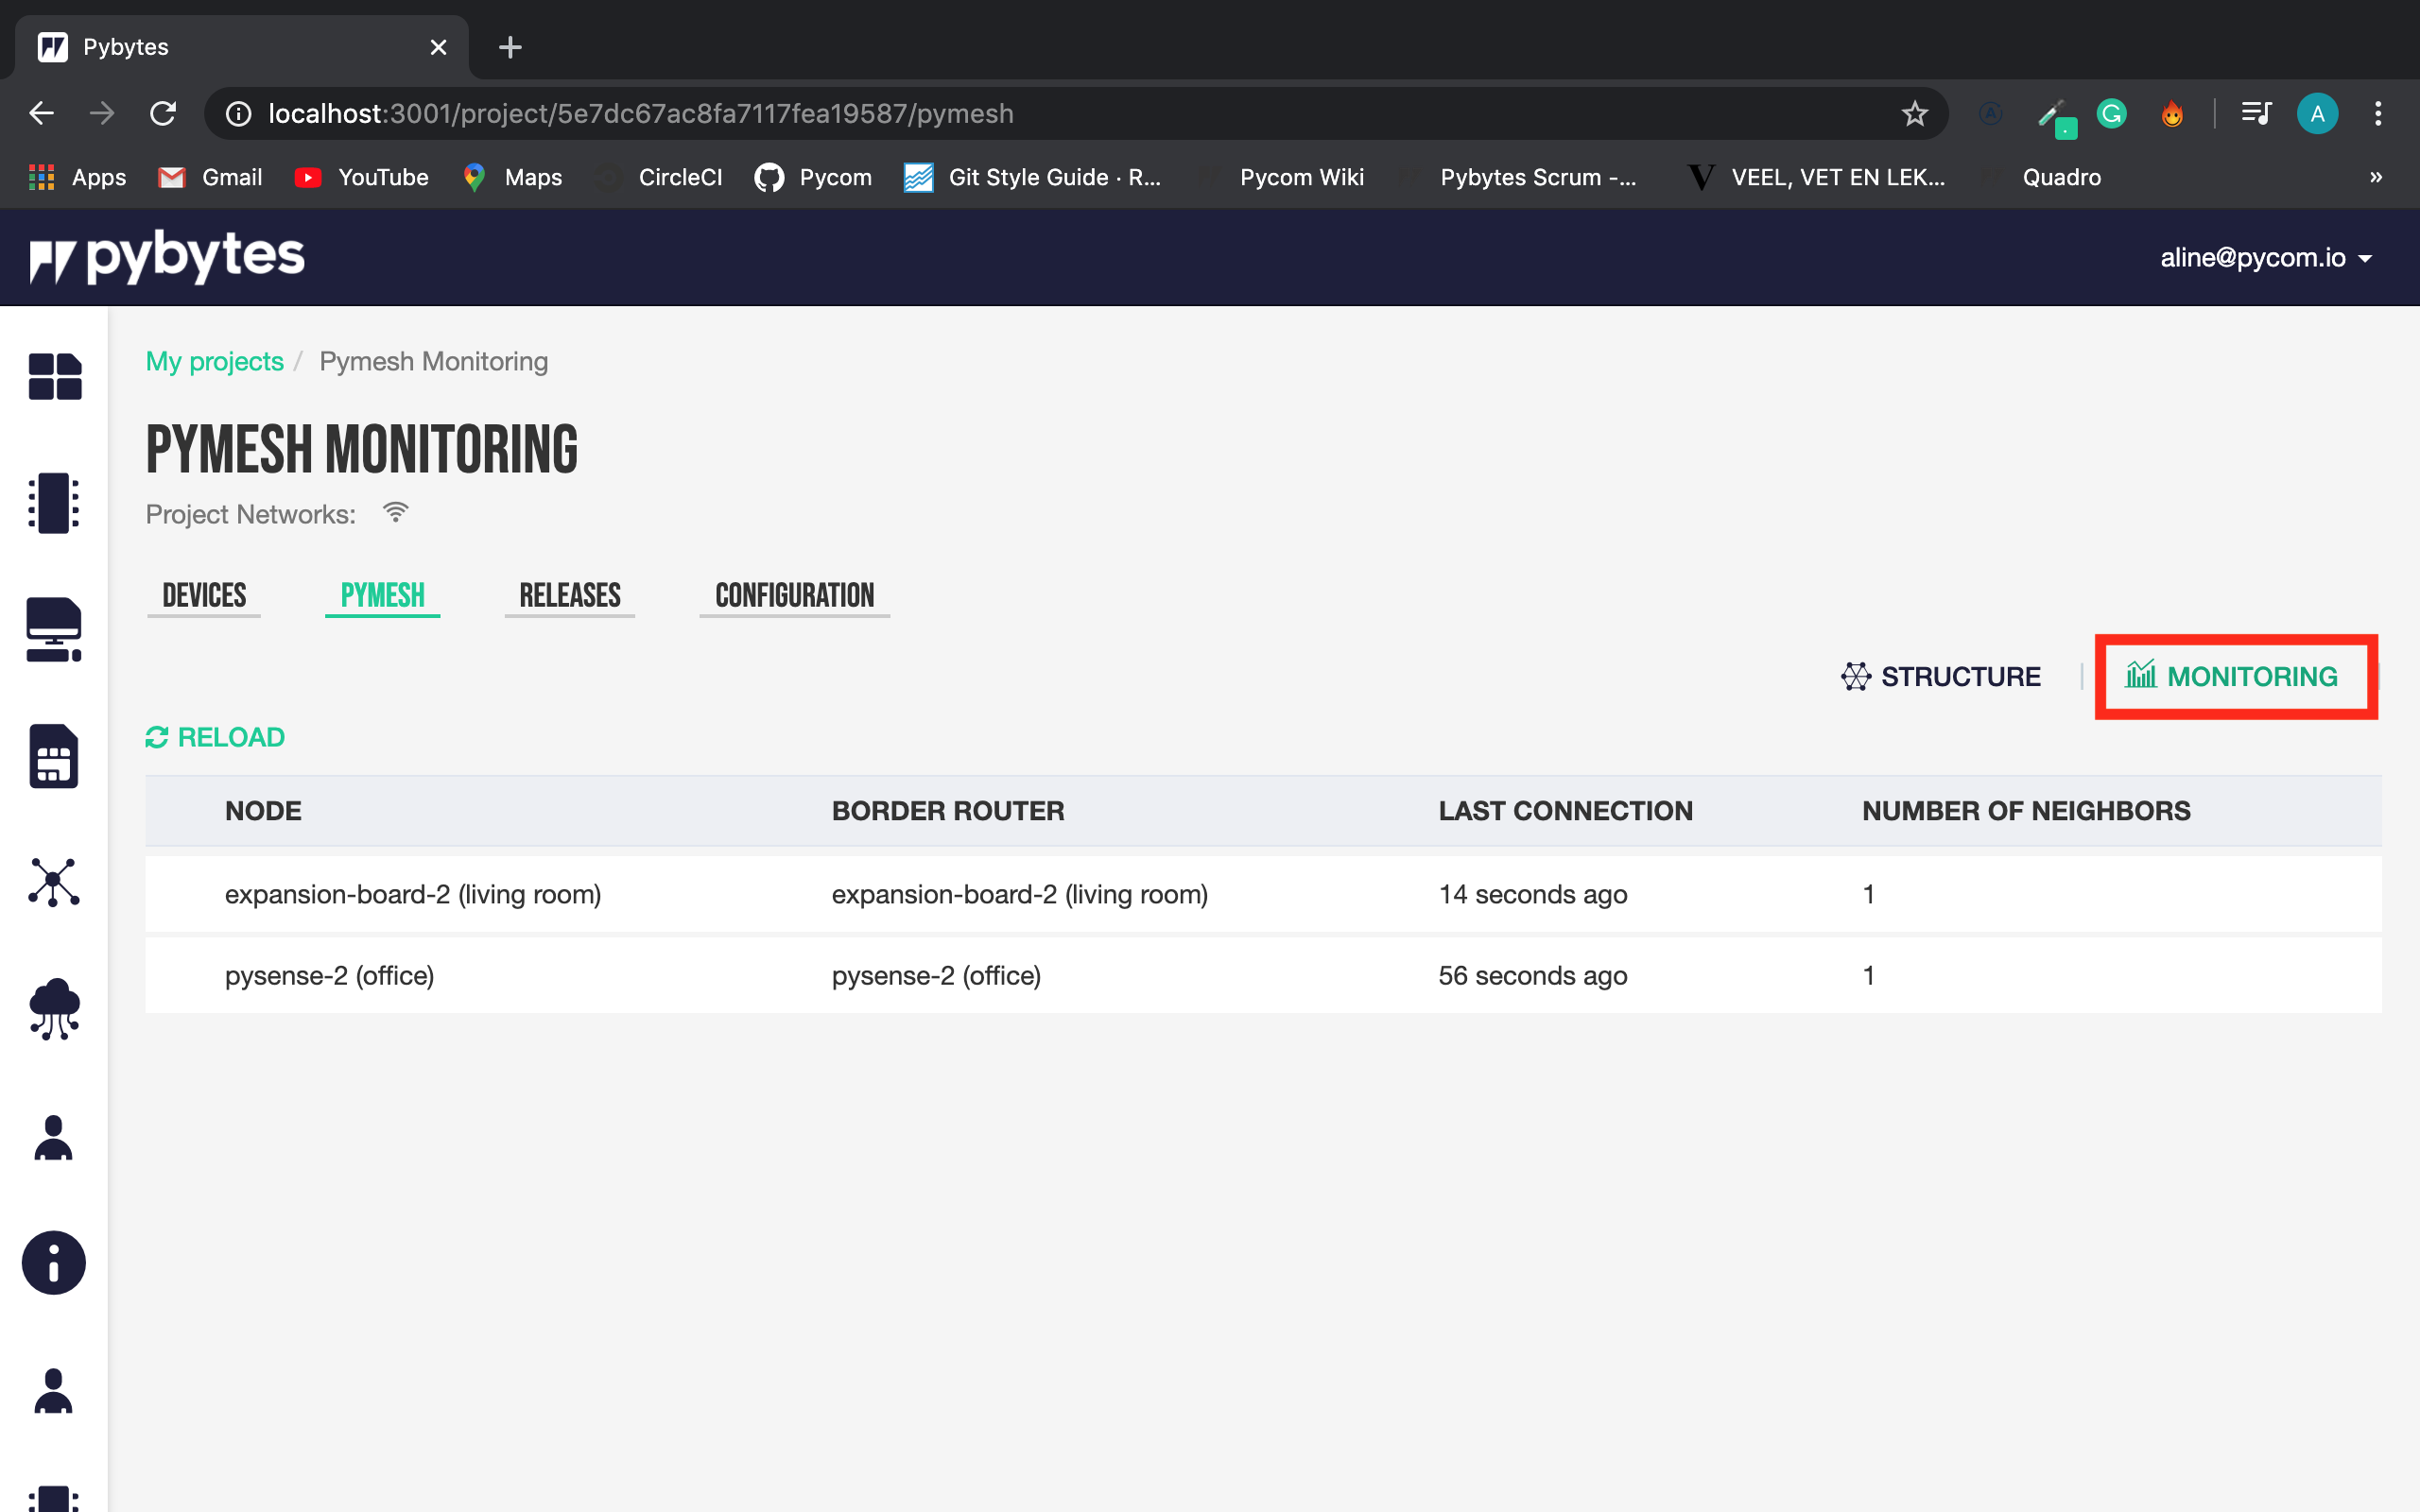 Pybytes
localhost:3001/project/5e7dc67ac8fa7117fea19587/pymesh
A
Apps
Gmail
YouTube
Maps
CircleCI
Pycom
Git Style Guide · R...
Pycom Wiki
Pybytes Scrum -...
V
VEEL, VET EN LEK...
Quadro
»
pybytes
aline@pycom.io
My projects / Pymesh Monitoring
PYMESH MONITORING
Project Networks:
DEVICES
PYMESH
RELEASES
CONFIGURATION
STRUCTURE
MONITORING
RELOAD
NODE BORDER ROUTER LAST CONNECTION NUMBER OF NEIGHBORS
expansion-board-2 (living room) expansion-board-2 (living room) 14 seconds ago 1
pysense-2 (office) pysense-2 (office) 56 seconds ago 1